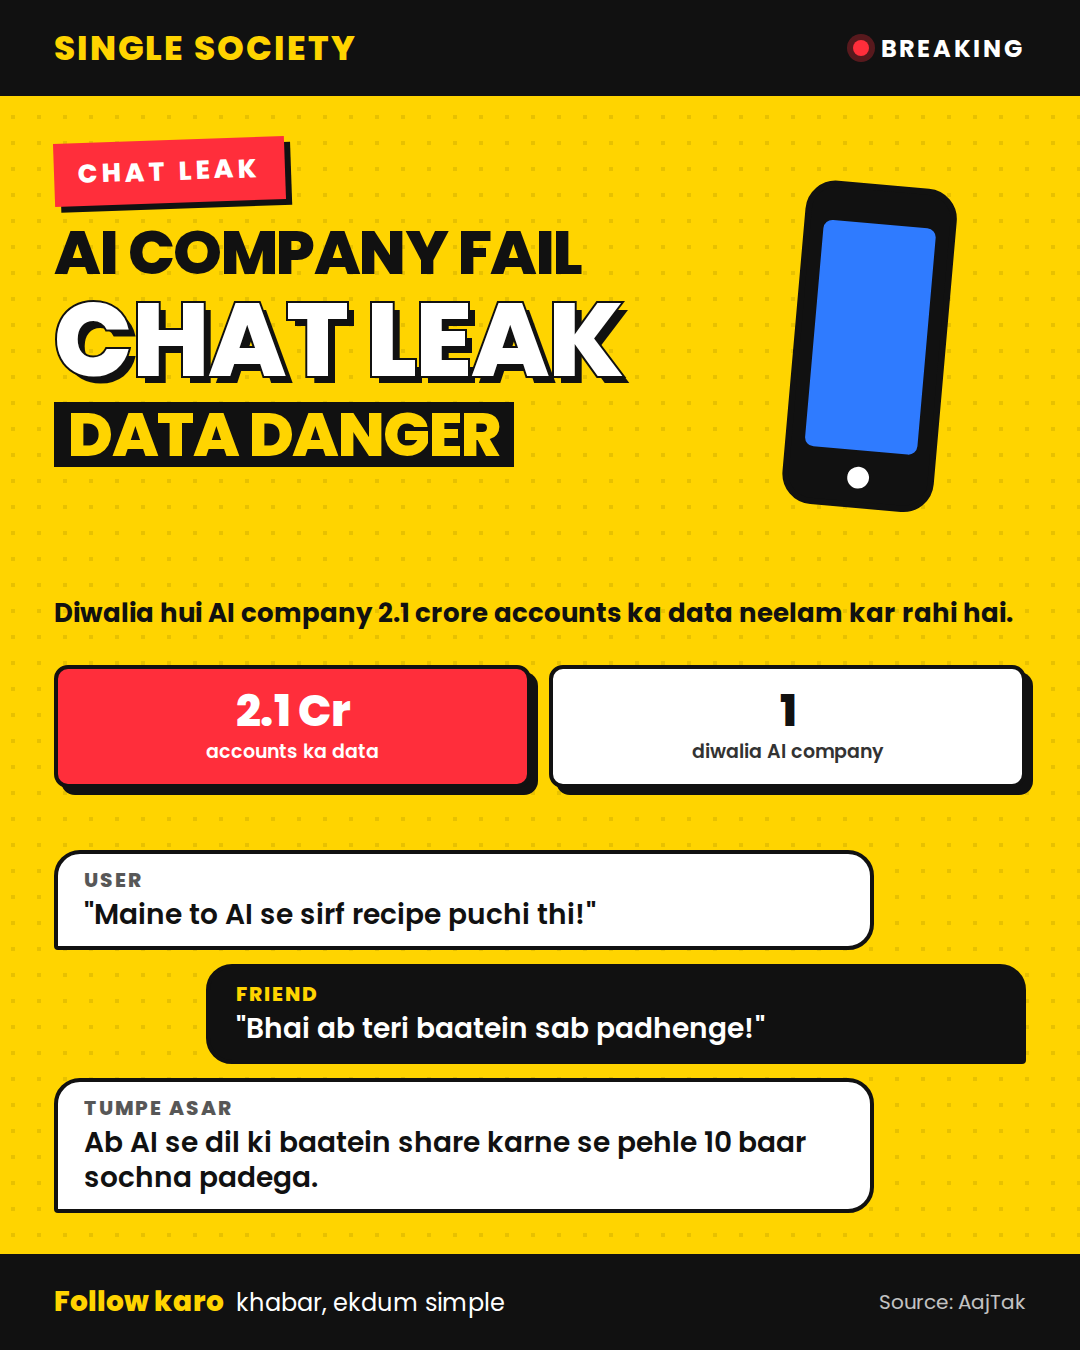 SINGLE SOCIETY
BREAKING
CHAT LEAK
AI COMPANY FAIL
CHAT LEAK
DATA DANGER
Diwalia hui AI company 2.1 crore accounts ka data neelam kar rahi hai.
2.1 Cr
accounts ka data
1
diwalia AI company
USER
"Maine to AI se sirf recipe puchi thi!"
FRIEND
"Bhai ab teri baatein sab padhenge!"
TUMPE ASAR
Ab AI se dil ki baatein share karne se pehle 10 baar
sochna padega.
Follow karo khabar, ekdum simple
Source: AajTak